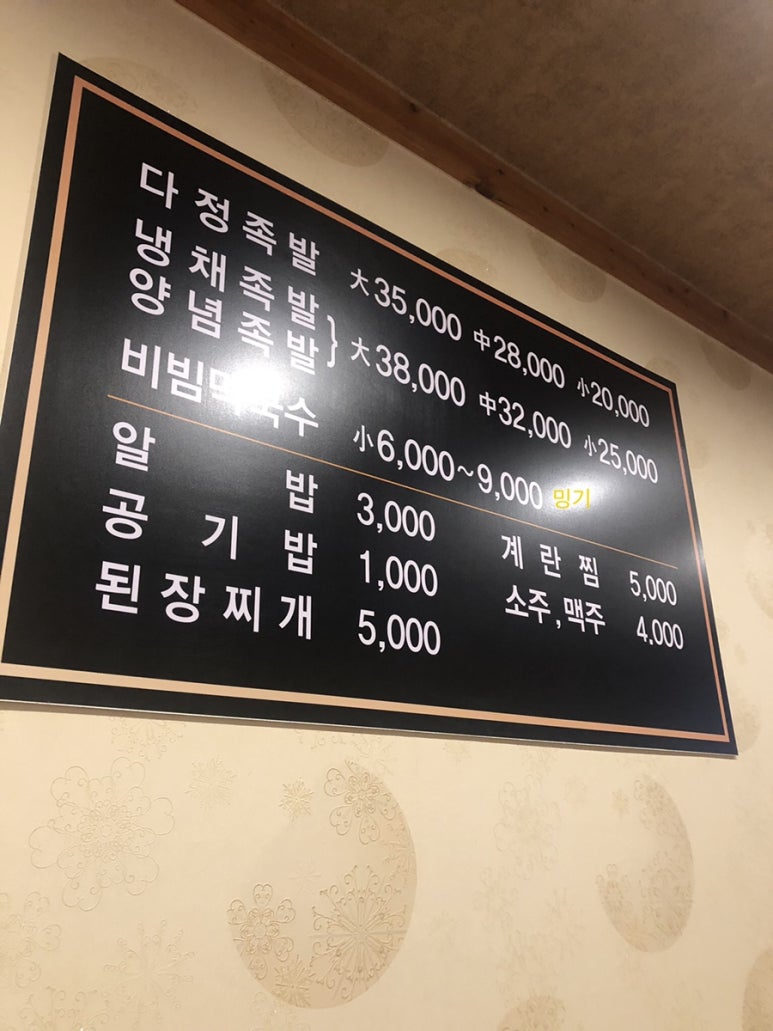 다정족발 大35,000 中28,000 小20,000
냉채족발
양념족발 } 大38,000 中32,000 小25,000
비빔막국수 小6,000~9,000 밍기
알밥 3,000 계란찜 5,000
공기밥 1,000 소주,맥주 4,000
된장찌개 5,000